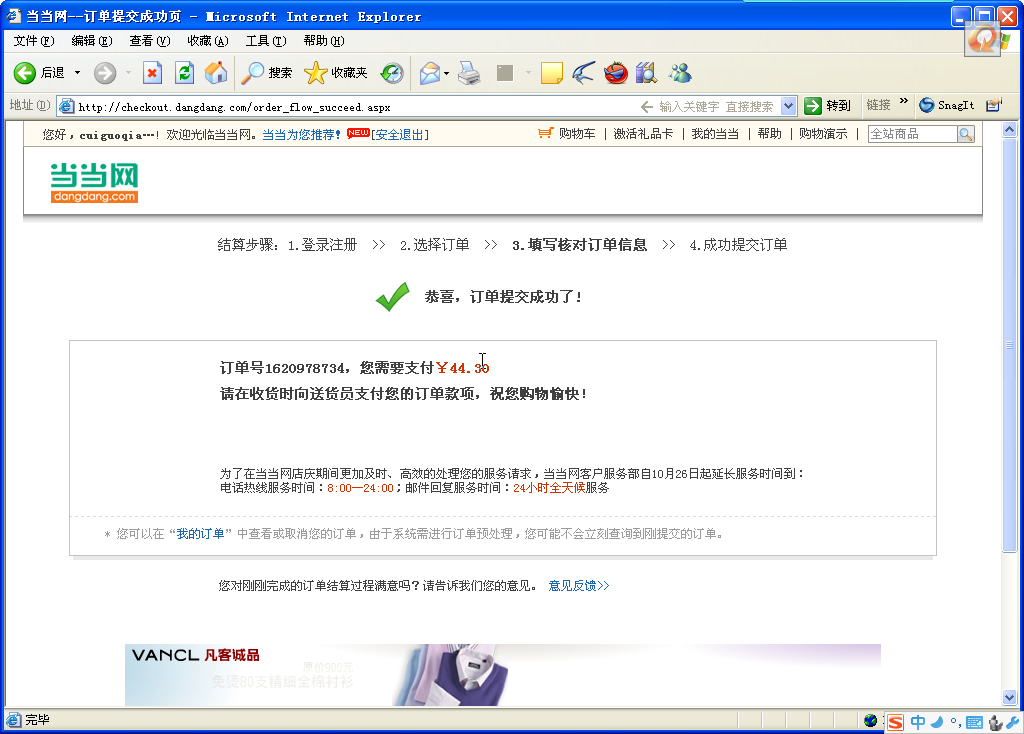 当当网--订单提交成功页 - Microsoft Internet Explorer
文件(F) 编辑(E) 查看(V) 收藏(A) 工具(T) 帮助(H)
后退 搜索 收藏夹
地址(D) http://checkout.dangdang.com/order_flow_succeed.aspx 输入关键字 直接搜索 转到 链接 » SnagIt
您好，cuiguoqia…！欢迎光临当当网。当当为您推荐！NEW [安全退出] 购物车 | 激活礼品卡 | 我的当当 | 帮助 | 购物演示 | 全站商品
当当网
dangdang.com
结算步骤：1.登录注册 >> 2.选择订单 >> 3.填写核对订单信息 >> 4.成功提交订单
恭喜，订单提交成功了！
订单号1620978734，您需要支付￥44.30
请在收货时向送货员支付您的订单款项，祝您购物愉快！
为了在当当网店庆期间更加及时、高效的处理您的服务请求，当当网客户服务部自10月26日起延长服务时间到：
电话热线服务时间：8:00—24:00；邮件回复服务时间：24小时全天候服务
* 您可以在“我的订单”中查看或取消您的订单，由于系统需进行订单预处理，您可能不会立刻查询到刚提交的订单。
您对刚刚完成的订单结算过程满意吗？请告诉我们您的意见。 意见反馈>>
VANCL 凡客诚品
原价900元
免烫80支精细全棉衬衫
完毕
S 中